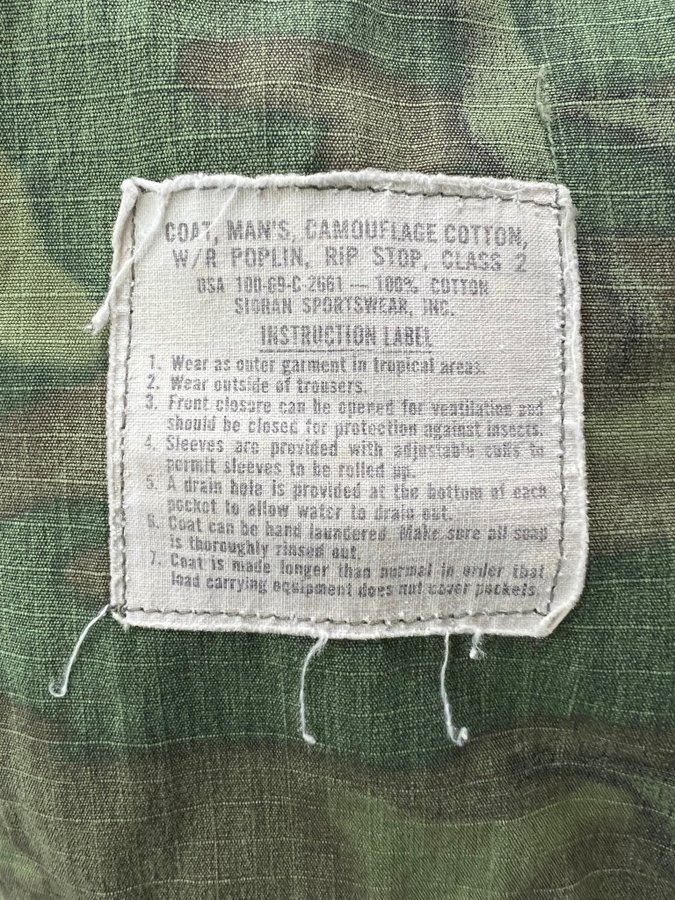 COAT, MAN'S, CAMOUFLAGE COTTON,
W/R POPLIN, RIP STOP, CLASS 2
DSA 100-69-C-2661 — 100% COTTON
SIGRAN SPORTSWEAR, INC.
INSTRUCTION LABEL
1. Wear as outer garment in tropical areas.
2. Wear outside of trousers.
3. Front closure can be opened for ventilation and
should be closed for protection against insects.
4. Sleeves are provided with adjustable cuffs to
permit sleeves to be rolled up.
5. A drain hole is provided at the bottom of each
pocket to allow water to drain out.
6. Coat can be hand laundered. Make sure all soap
is thoroughly rinsed out.
7. Coat is made longer than normal in order that
load carrying equipment does not cover pockets.